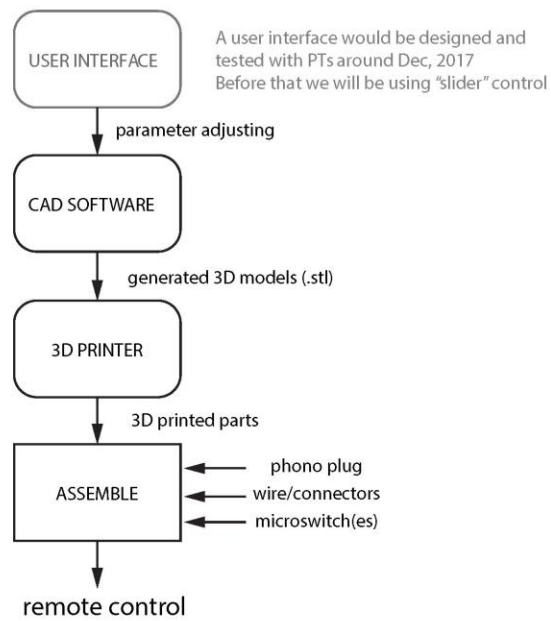 USER INTERFACE
A user interface would be designed and
tested with PTs around Dec, 2017
Before that we will be using “slider” control
parameter adjusting
CAD SOFTWARE
generated 3D models (.stl)
3D PRINTER
3D printed parts
ASSEMBLE
phono plug
wire/connectors
microswitch(es)
remote control